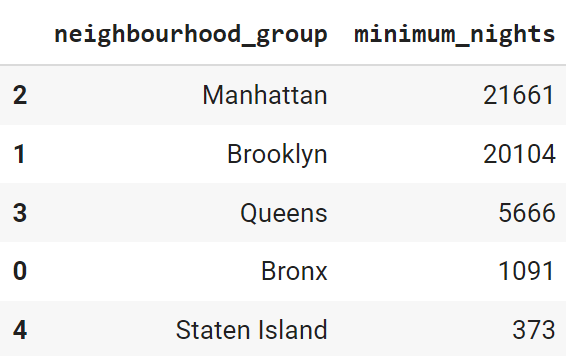 neighbourhood_group minimum_nights
2 Manhattan 21661
1 Brooklyn 20104
3 Queens 5666
0 Bronx 1091
4 Staten Island 373